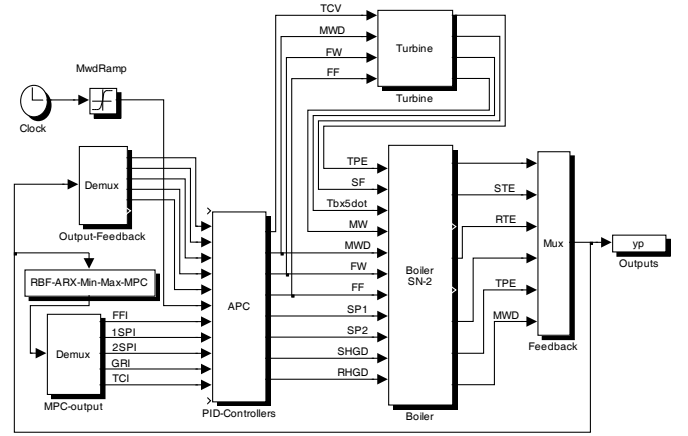 TCV
MWD
FW
FF
Turbine
Turbine
MwdRamp
Clock
Demux
Output-Feedback
RBF-ARX-Min-Max-MPC
Demux
MPC-output
FFI
1SPI
2SPI
GRI
TCI
APC
PID-Controllers
TPE
SF
Tbx5dot
MW
MWD
FW
FF
SP1
SP2
SHGD
RHGD
Boiler
SN-2
Boiler
STE
RTE
TPE
MWD
Mux
Feedback
yp
Outputs